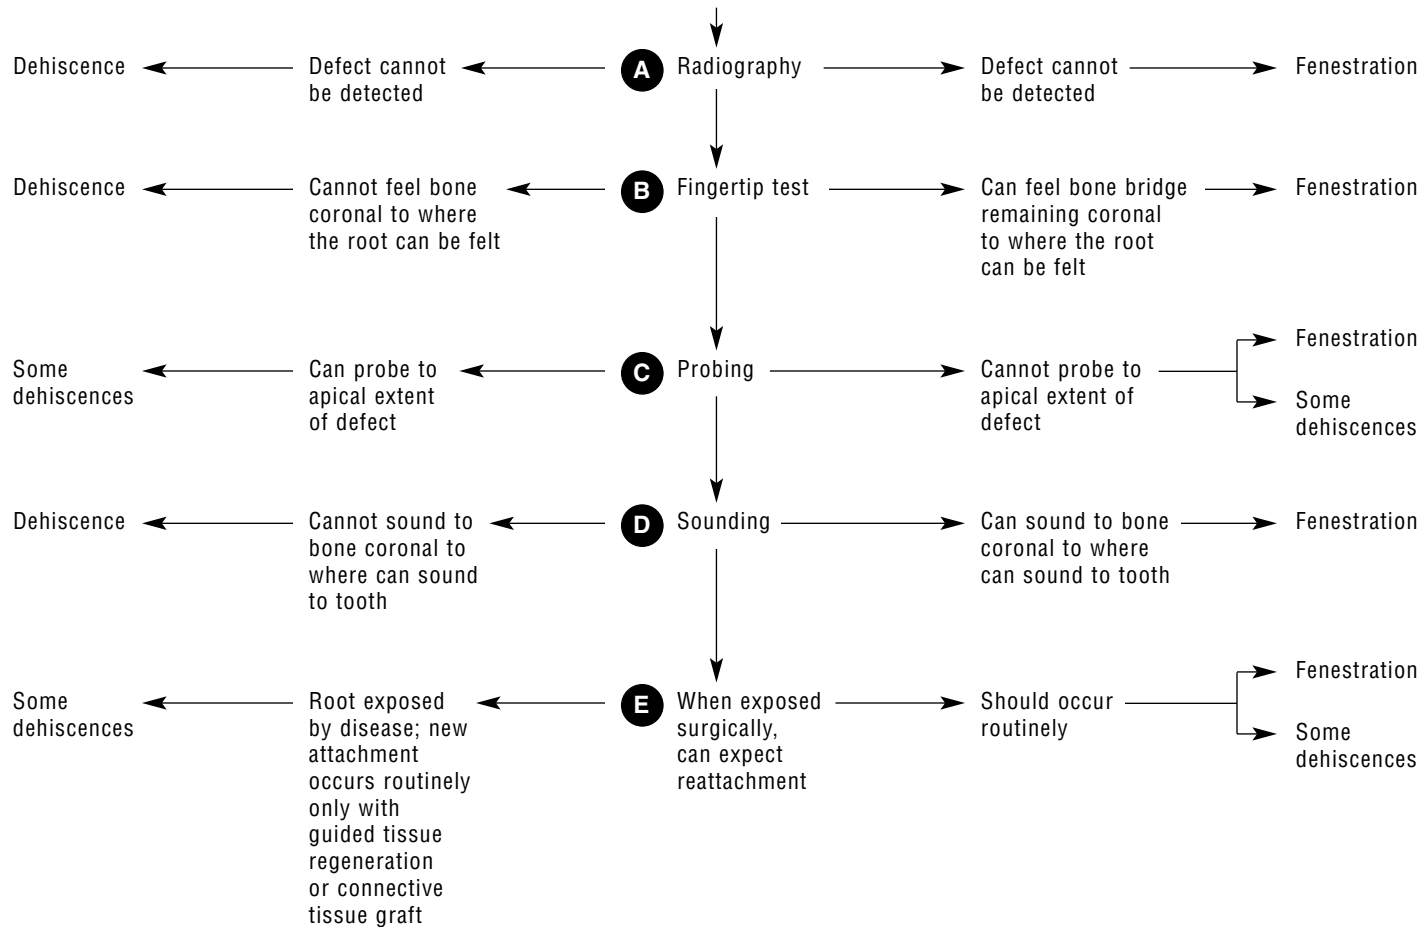 Dehiscence
Defect cannot
be detected
A Radiography
Defect cannot
be detected
Fenestration
Dehiscence
Cannot feel bone
coronal to where
the root can be felt
B Fingertip test
Can feel bone bridge
remaining coronal
to where the root
can be felt
Fenestration
Some
dehiscences
Can probe to
apical extent
of defect
C Probing
Cannot probe to
apical extent of
defect
Fenestration
Some
dehiscences
Dehiscence
Cannot sound to
bone coronal to
where can sound
to tooth
D Sounding
Can sound to bone
coronal to where
can sound to tooth
Fenestration
Some
dehiscences
Root exposed
by disease; new
attachment
occurs routinely
only with
guided tissue
regeneration
or connective
tissue graft
E When exposed
surgically,
can expect
reattachment
Should occur
routinely
Fenestration
Some
dehiscences